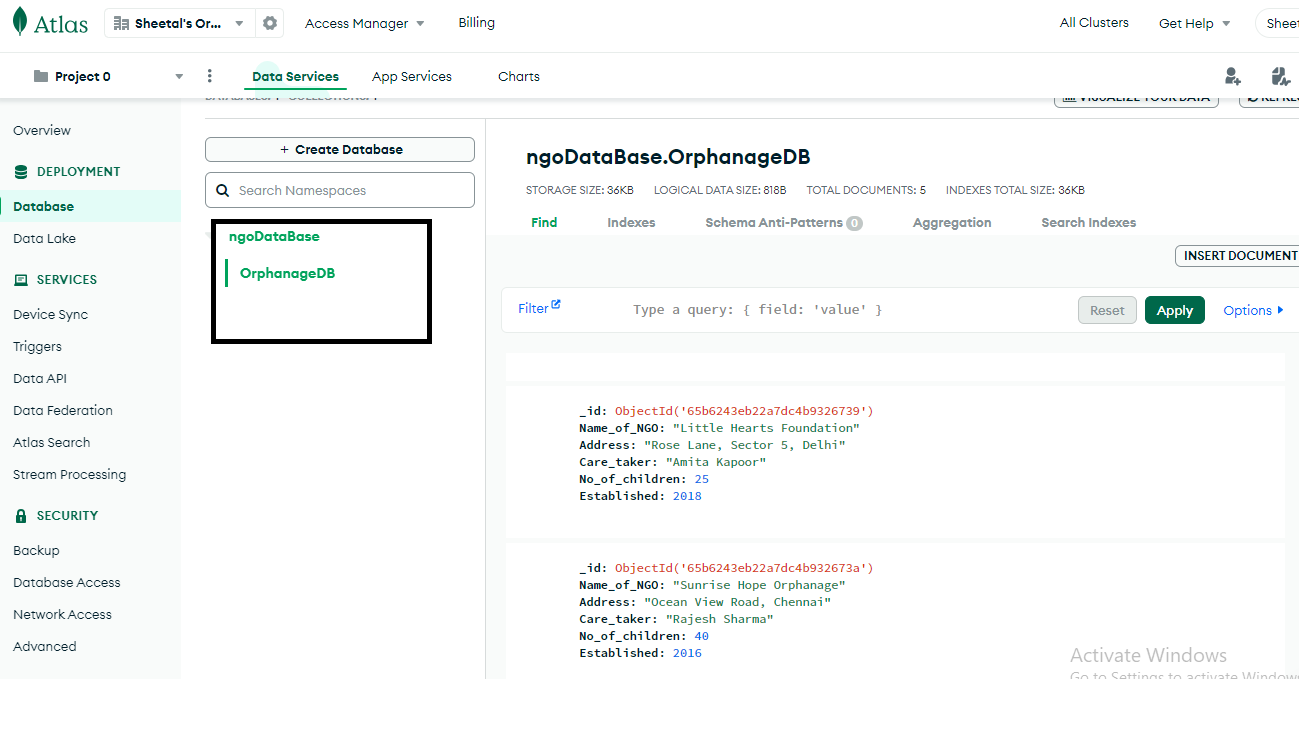 Atlas
Sheetal's Or...
Access Manager
Billing
All Clusters
Get Help
Sheet
Project 0
Data Services
App Services
Charts
VISUALIZE YOUR DATA
Overview
DEPLOYMENT
Database
Data Lake
SERVICES
Device Sync
Triggers
Data API
Data Federation
Atlas Search
Stream Processing
SECURITY
Backup
Database Access
Network Access
Advanced
+ Create Database
Search Namespaces
ngoDataBase
OrphanageDB
ngoDataBase.OrphanageDB
STORAGE SIZE: 36KB LOGICAL DATA SIZE: 818B TOTAL DOCUMENTS: 5 INDEXES TOTAL SIZE: 36KB
Find Indexes Schema Anti-Patterns 0 Aggregation Search Indexes
INSERT DOCUMENT
Filter Type a query: { field: 'value' } Reset Apply Options
_id: ObjectId('65b6243eb22a7dc4b9326739')
Name_of_NGO: "Little Hearts Foundation"
Address: "Rose Lane, Sector 5, Delhi"
Care_taker: "Amita Kapoor"
No_of_children: 25
Established: 2018
_id: ObjectId('65b6243eb22a7dc4b932673a')
Name_of_NGO: "Sunrise Hope Orphanage"
Address: "Ocean View Road, Chennai"
Care_taker: "Rajesh Sharma"
No_of_children: 40
Established: 2016
Activate Windows
Go to Settings to activate Windows